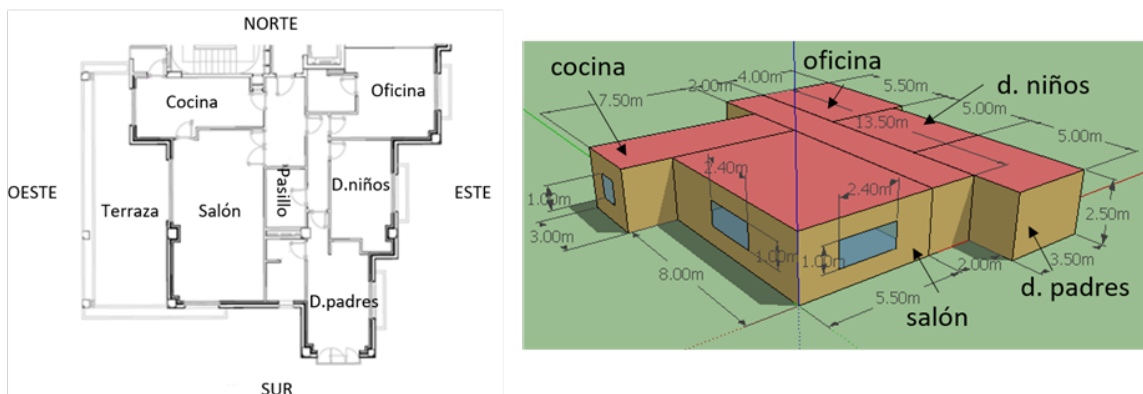 NORTE
Cocina
Oficina
OESTE
Terraza
Salón
Pasillo
D.niños
ESTE
D.padres
SUR
cocina
oficina
d. niños
7.50m
2.00m
4.00m
5.50m
5.00m
13.50m
5.00m
2.40m
2.40m
1.00m
3.00m
1.00m
1.00m
8.00m
5.50m
2.00m
2.50m
3.50m
salón
d. padres